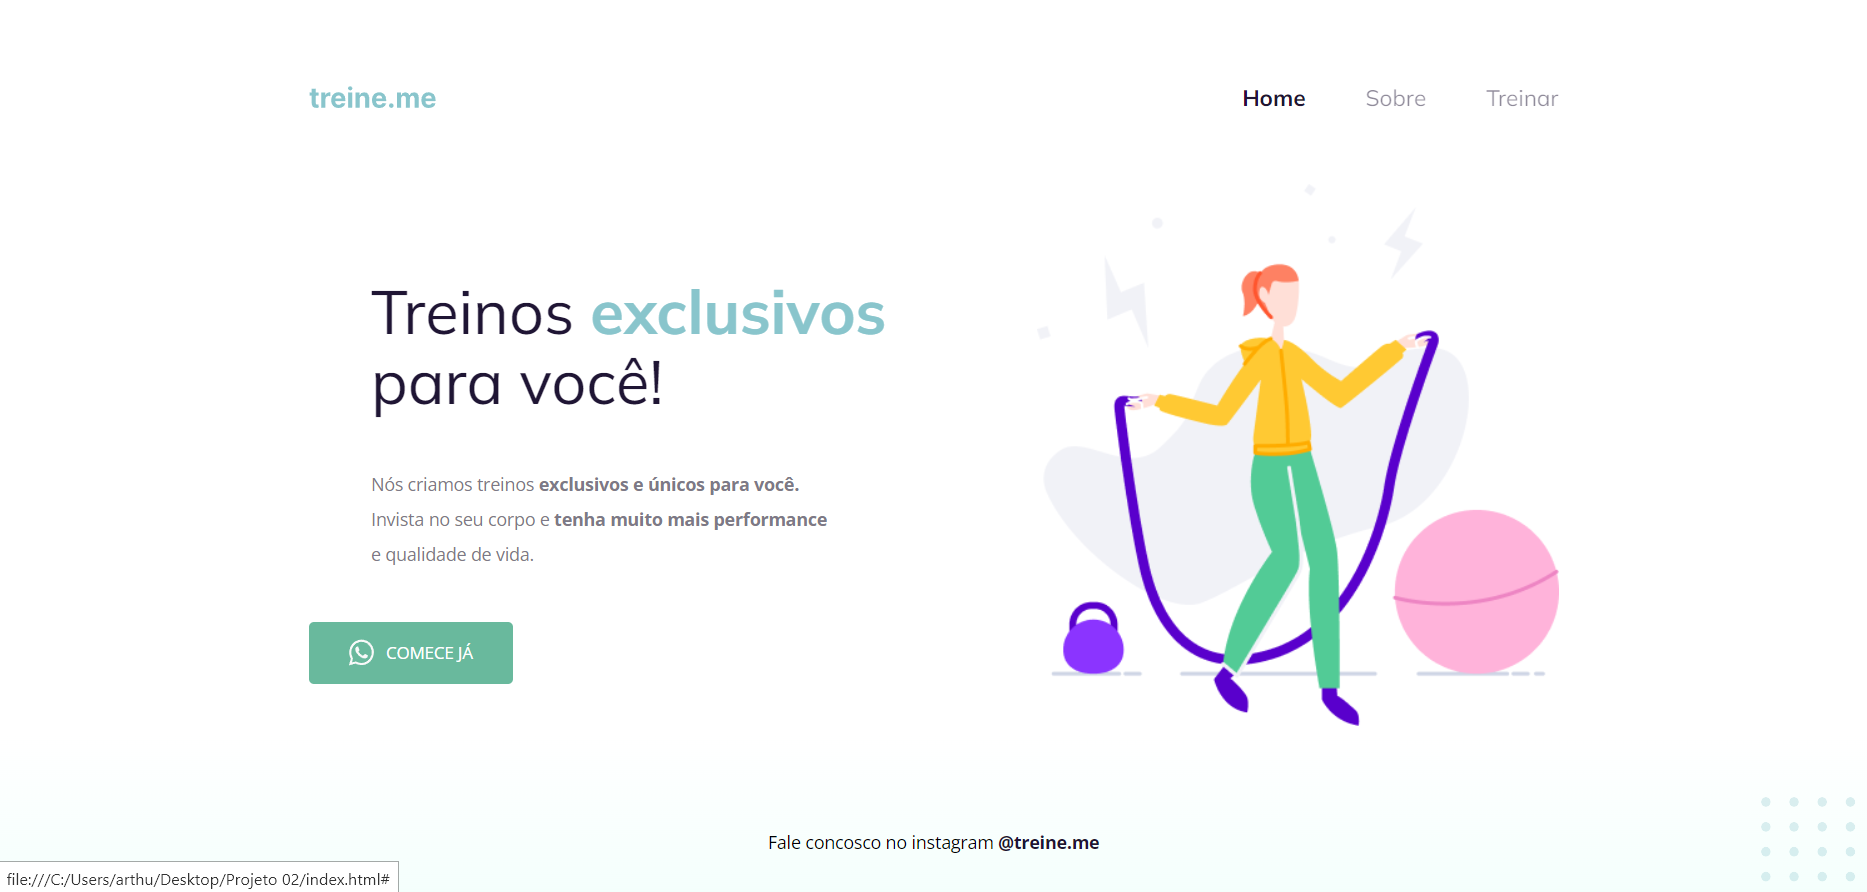 treine.me
Home Sobre Treinar
Treinos exclusivos
para você!
Nós criamos treinos exclusivos e únicos para você.
Invista no seu corpo e tenha muito mais performance
e qualidade de vida.
COMECE JÁ
Fale concosco no instagram @treine.me
file:///C:/Users/arthu/Desktop/Projeto 02/index.html#